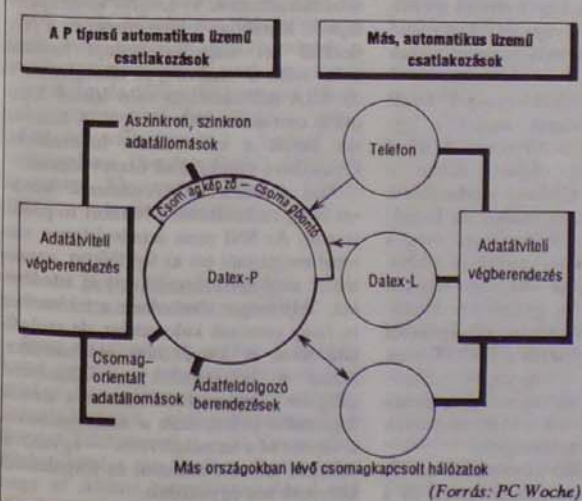 A P típusű automatikus üzemű
csatlakozások
Más, automatikus üzemű
csatlakozások
Aszinkron, szinkron
adatállomások
Telefon
Csomagképző – csomagbontó
Adatátviteli
végberendezés
Datex-P
Datex-L
Adatátviteli
végberendezés
Csomag-
orientált
adatállomások
Adatfeldolgozó
berendezések
Más országokban lévő csomagkapcsolt hálózatok
(Forrás: PC Woche)